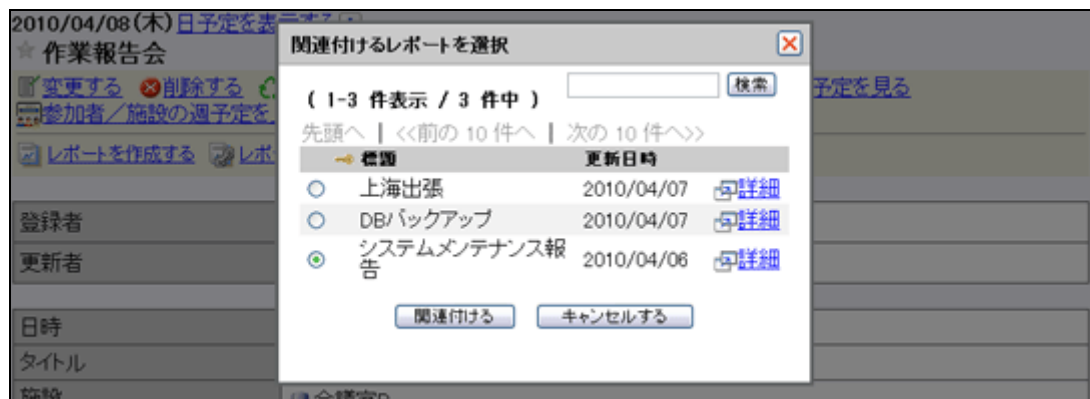 2010/04/08(木)日予定を表示する
作業報告会
変更する 削除する
予定を見る
参加者／施設の週予定を
レポートを作成する レポ
登録者
更新者
日時
タイトル
施設
関連付けるレポートを選択
検索
( 1-3 件表示 / 3 件中 )
先頭へ | <<前の 10 件へ | 次の 10 件へ>>
標題 更新日時
上海出張 2010/04/07 詳細
DBバックアップ 2010/04/07 詳細
システムメンテナンス報
告 2010/04/06 詳細
関連付ける キャンセルする